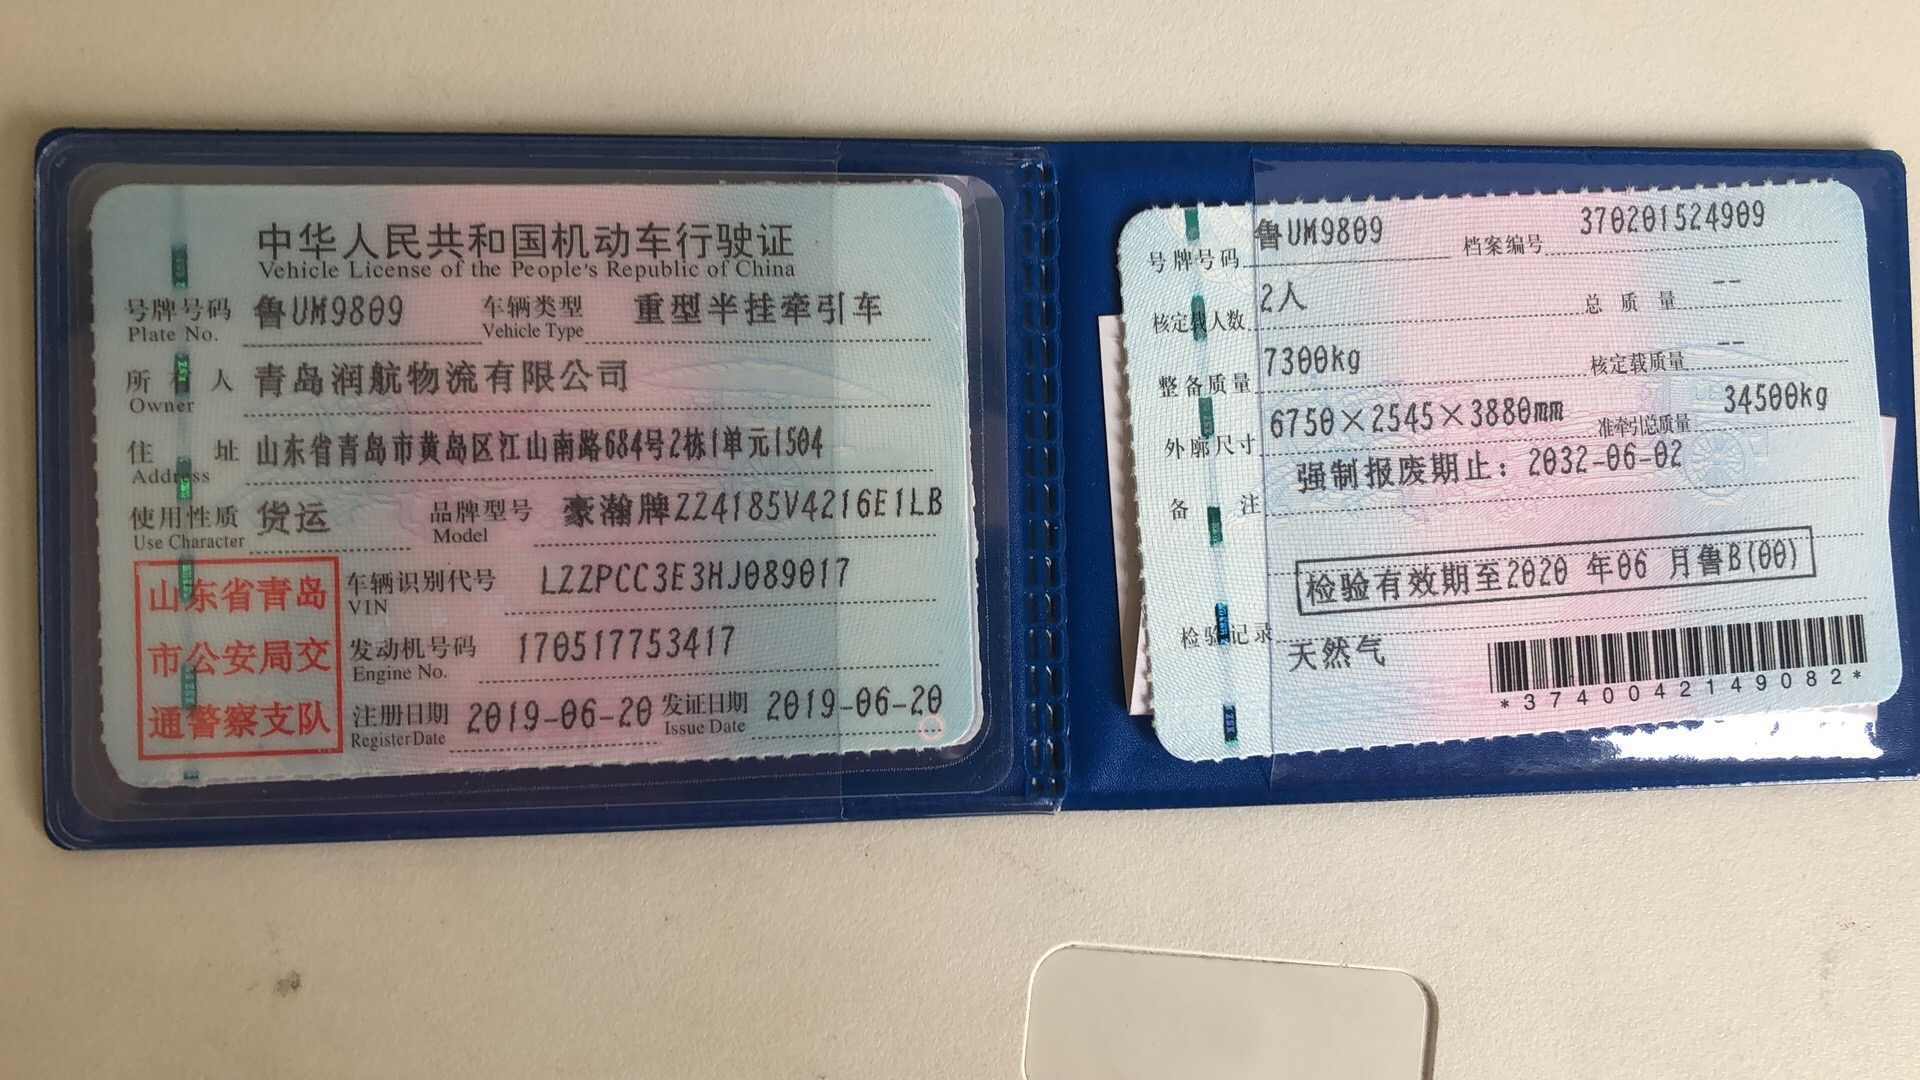 中华人民共和国机动车行驶证
Vehicle License of the People's Republic of China
号牌号码 鲁UM9809 车辆类型 重型半挂牵引车
Plate No. Vehicle Type
所 人 青岛润航物流有限公司
Owner
住 址 山东省青岛市黄岛区江山南路684号2栋1单元1504
Address
使用性质 货运 品牌型号 豪瀚牌ZZ4185V4216E1LB
Use Character Model
山东省青岛
市公安局交
通警察支队
车辆识别代号 LZZPCC3E3HJ089017
VIN
发动机号码 170517753417
Engine No.
注册日期 2019-06-20 发证日期 2019-06-20
Register Date Issue Date
号牌号码 鲁UM9809 档案编号 370201524909
核定载人数 2人 总质量 --
整备质量 7300kg 核定载质量 --
外廓尺寸 6750×2545×3880mm 准牵引总质量 34500kg
备 注 强制报废期止：2032-06-02
检验有效期至2020 年06 月鲁B(00)
检验记录 天然气
*3740042149082*